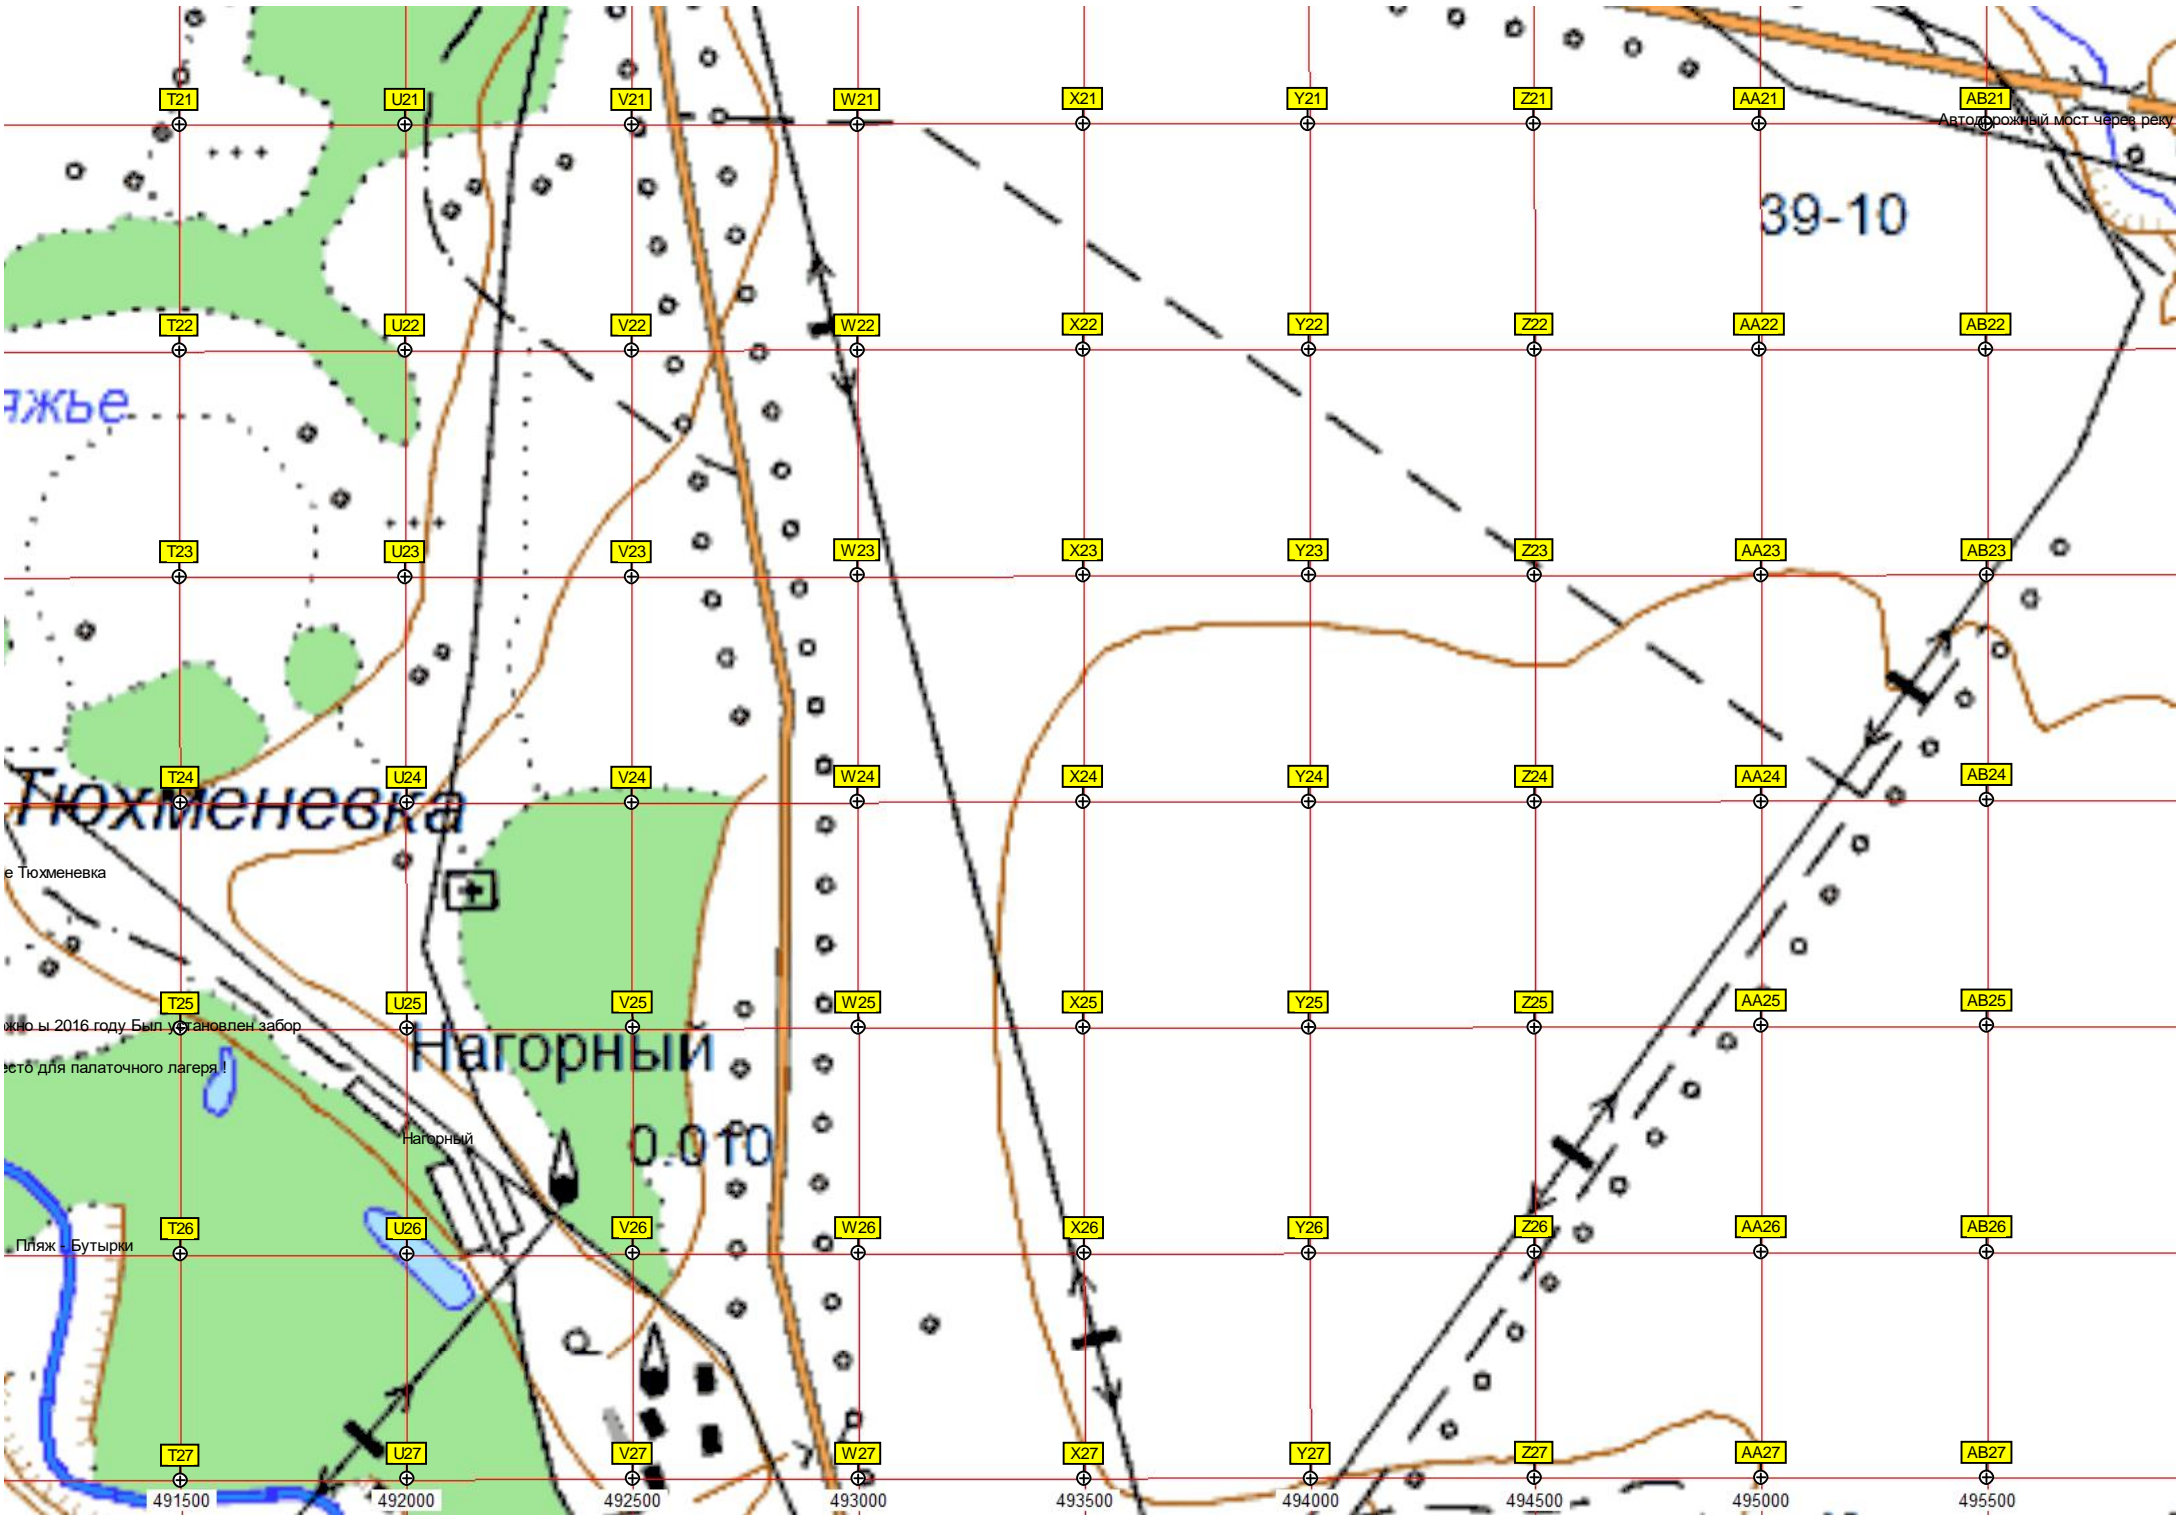 T21 U21 V21 W21 X21 Y21 Z21 AA21 AB21
Автодорожный мост через реку
39-10
T22 U22 V22 W22 X22 Y22 Z22 AA22 AB22
яжье
T23 U23 V23 W23 X23 Y23 Z23 AA23 AB23
T24 U24 V24 W24 X24 Y24 Z24 AA24 AB24
Тюхменевка
е Тюхменевка
T25 U25 V25 W25 X25 Y25 Z25 AA25 AB25
жно ы 2016 году Был установлен забор
Нагорный
есто для палаточного лагеря !
Нагорный
0.010
T26 U26 V26 W26 X26 Y26 Z26 AA26 AB26
Пляж - Бутырки
T27 U27 V27 W27 X27 Y27 Z27 AA27 AB27
491500 492000 492500 493000 493500 494000 494500 495000 495500